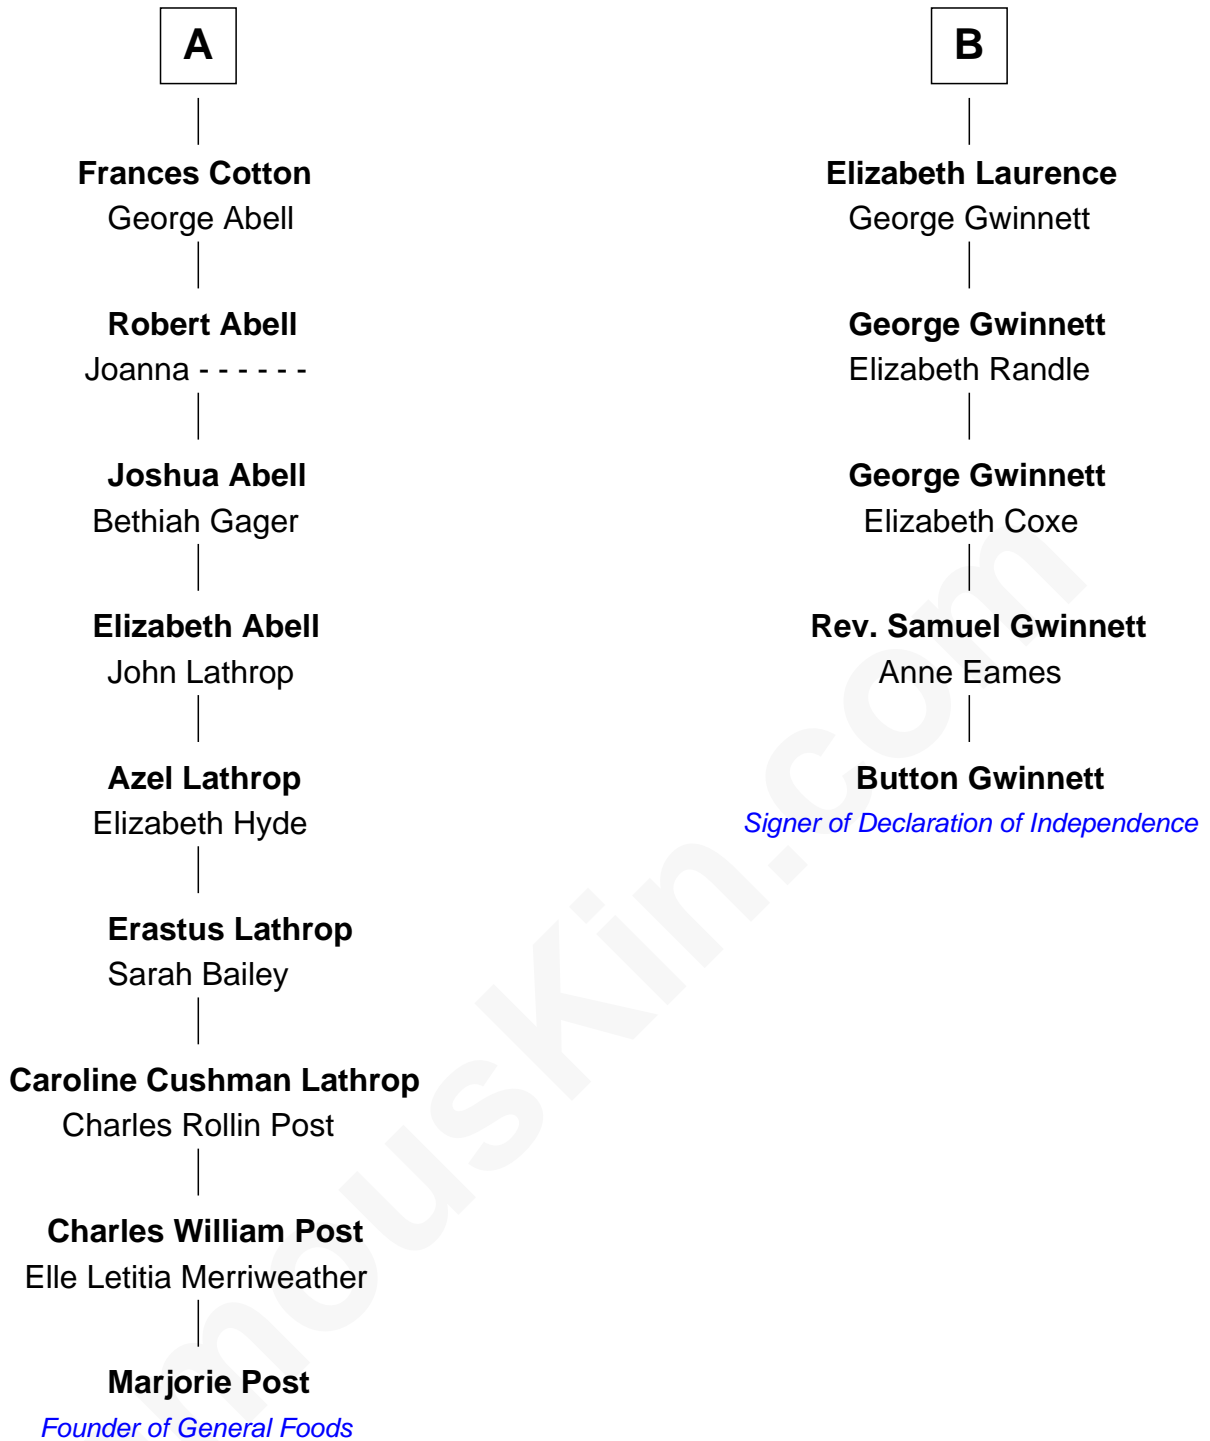 A
Frances Cotton
George Abell
Robert Abell
Joanna - - - - - -
Joshua Abell
Bethiah Gager
Elizabeth Abell
John Lathrop
Azel Lathrop
Elizabeth Hyde
Erastus Lathrop
Sarah Bailey
Caroline Cushman Lathrop
Charles Rollin Post
Charles William Post
Elle Letitia Merriweather
Marjorie Post
Founder of General Foods
B
Elizabeth Laurence
George Gwinnett
George Gwinnett
Elizabeth Randle
George Gwinnett
Elizabeth Coxe
Rev. Samuel Gwinnett
Anne Eames
Button Gwinnett
Signer of Declaration of Independence
mousKin.com